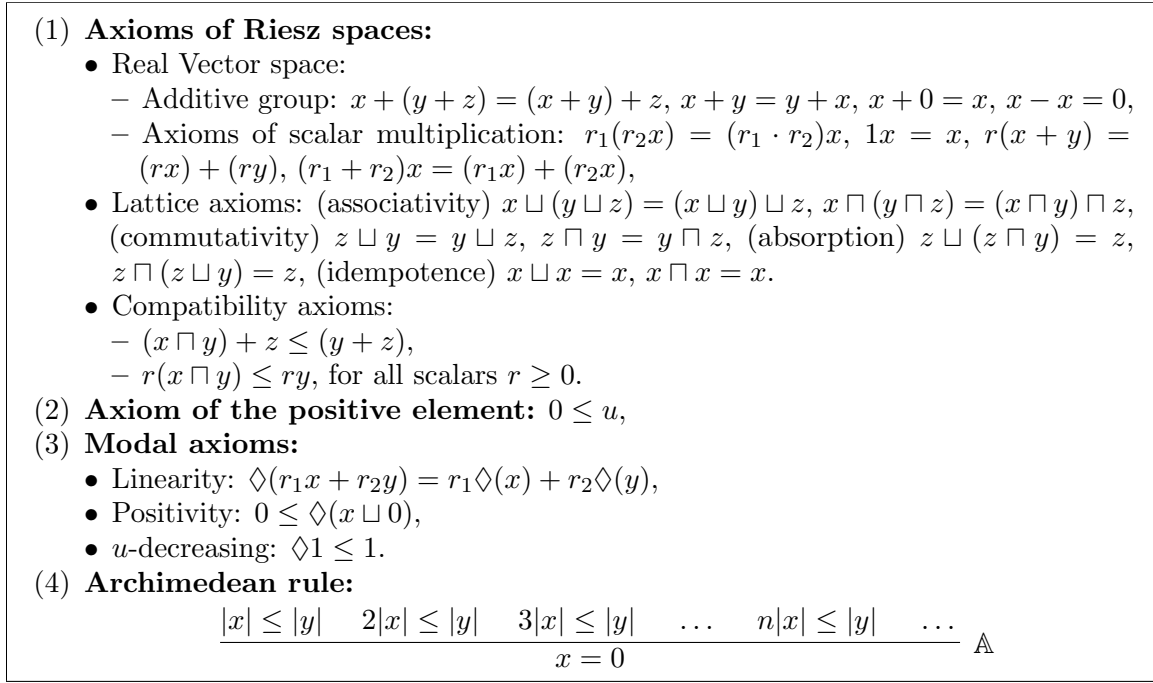 (1) Axioms of Riesz spaces:
• Real Vector space:
– Additive group: x + (y + z) = (x + y) + z, x + y = y + x, x + 0 = x, x − x = 0,
– Axioms of scalar multiplication: r₁(r₂x) = (r₁ · r₂)x, 1x = x, r(x + y) =
(rx) + (ry), (r₁ + r₂)x = (r₁x) + (r₂x),
• Lattice axioms: (associativity) x ⊔ (y ⊔ z) = (x ⊔ y) ⊔ z, x ⊓ (y ⊓ z) = (x ⊓ y) ⊓ z,
(commutativity) z ⊔ y = y ⊔ z, z ⊓ y = y ⊓ z, (absorption) z ⊔ (z ⊓ y) = z,
z ⊓ (z ⊔ y) = z, (idempotence) x ⊔ x = x, x ⊓ x = x.
• Compatibility axioms:
– (x ⊓ y) + z ≤ (y + z),
– r(x ⊓ y) ≤ ry, for all scalars r ≥ 0.
(2) Axiom of the positive element: 0 ≤ u,
(3) Modal axioms:
• Linearity: ◊(r₁x + r₂y) = r₁◊(x) + r₂◊(y),
• Positivity: 0 ≤ ◊(x ⊔ 0),
• u-decreasing: ◊1 ≤ 1.
(4) Archimedean rule:
|x| ≤ |y| 2|x| ≤ |y| 3|x| ≤ |y| ... n|x| ≤ |y| ...
x = 0 𝔸